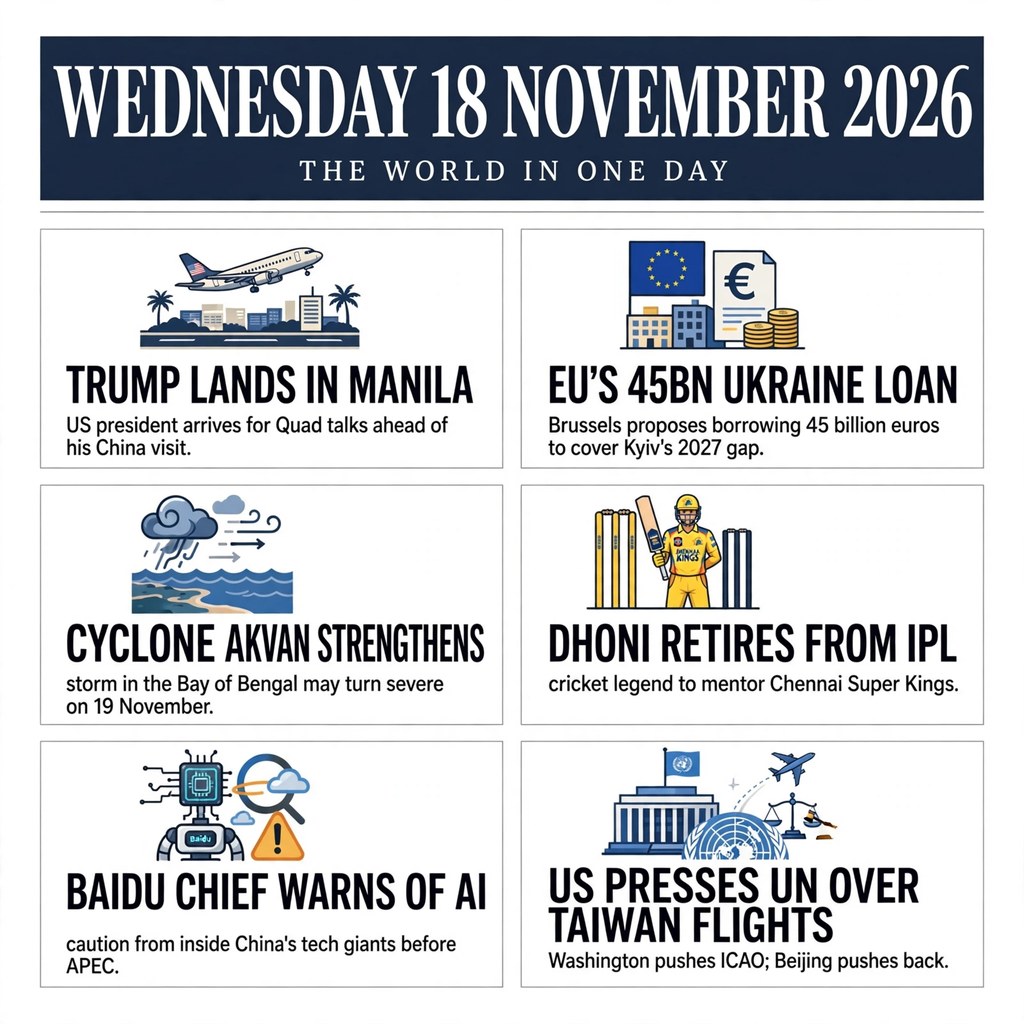 WEDNESDAY 18 NOVEMBER 2026
THE WORLD IN ONE DAY
TRUMP LANDS IN MANILA
US president arrives for Quad talks ahead of
his China visit.
€
EU'S 45BN UKRAINE LOAN
Brussels proposes borrowing 45 billion euros
to cover Kyiv's 2027 gap.
CYCLONE AKVAN STRENGTHENS
storm in the Bay of Bengal may turn severe
on 19 November.
KINGS
DHONI RETIRES FROM IPL
cricket legend to mentor Chennai Super Kings.
Baidu
BAIDU CHIEF WARNS OF AI
caution from inside China's tech giants before
APEC.
US PRESSES UN OVER
TAIWAN FLIGHTS
Washington pushes ICAO; Beijing pushes back.